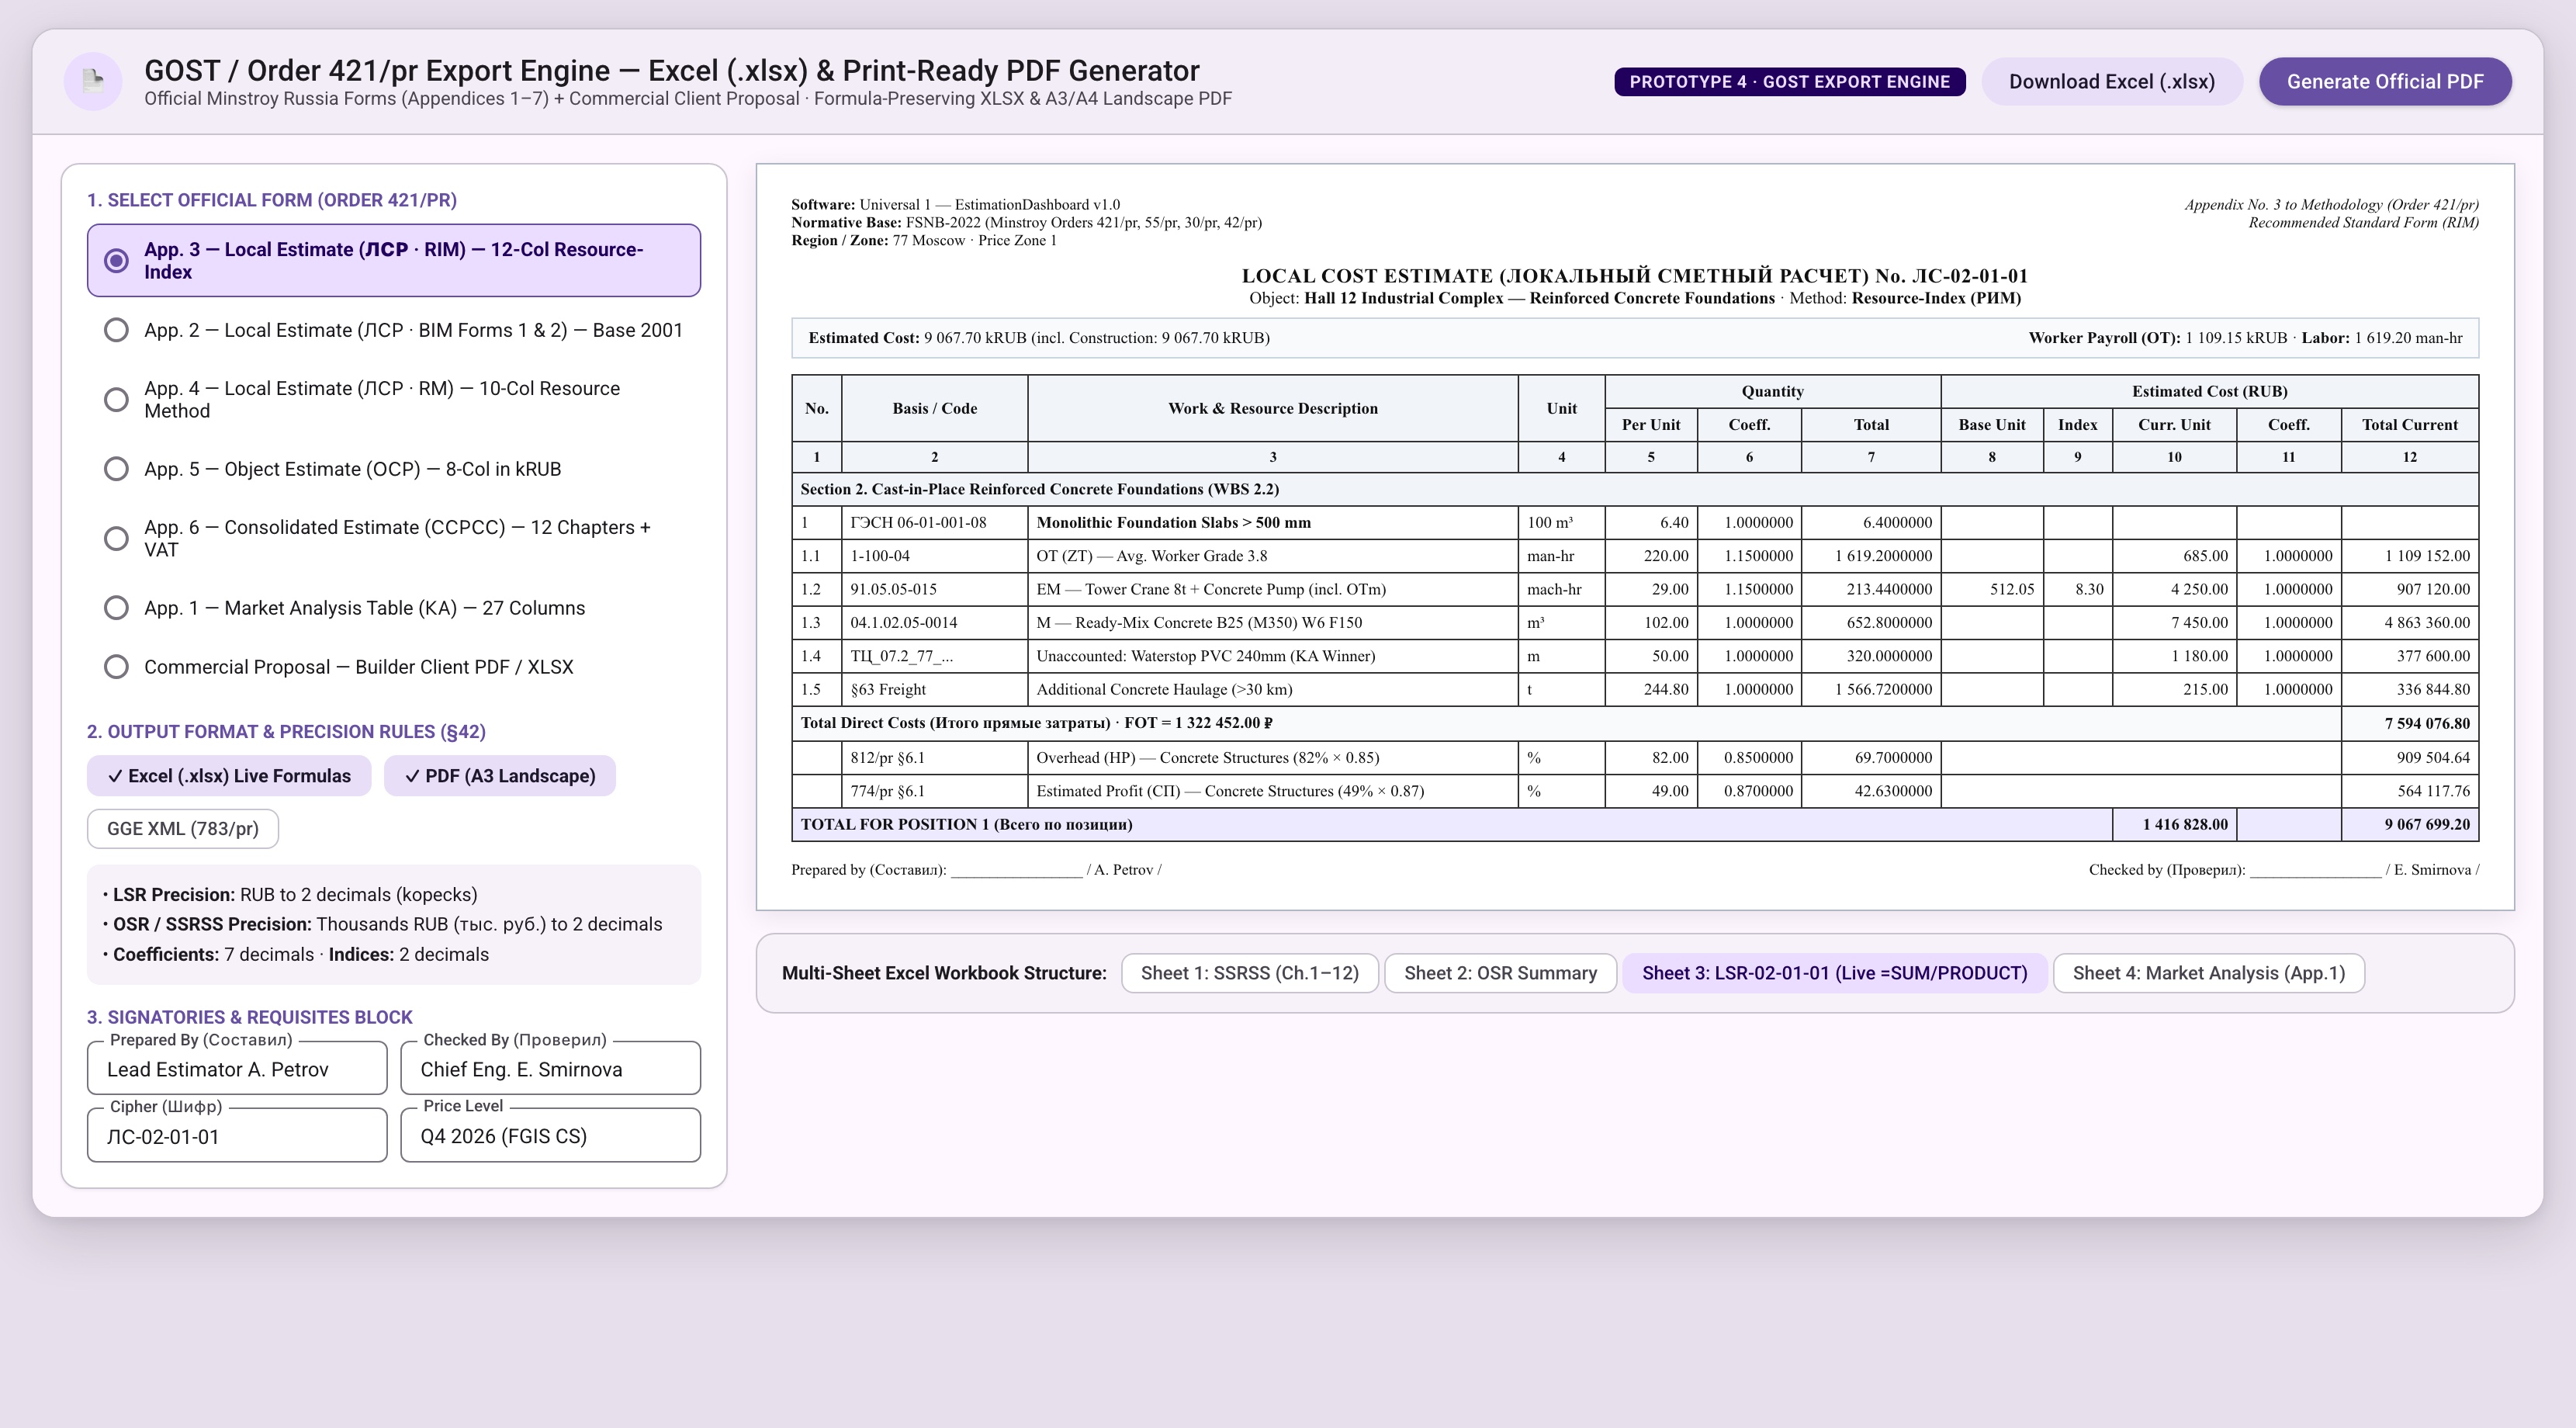 GOST / Order 421/pr Export Engine — Excel (.xlsx) & Print-Ready PDF Generator
Official Minstroy Russia Forms (Appendices 1–7) + Commercial Client Proposal · Formula-Preserving XLSX & A3/A4 Landscape PDF
PROTOTYPE 4 · GOST EXPORT ENGINE
Download Excel (.xlsx)
Generate Official PDF
1. SELECT OFFICIAL FORM (ORDER 421/PR)
App. 3 — Local Estimate (ЛСР · RIM) — 12-Col Resource-
Index
App. 2 — Local Estimate (ЛСР · BIM Forms 1 & 2) — Base 2001
App. 4 — Local Estimate (ЛСР · RM) — 10-Col Resource
Method
App. 5 — Object Estimate (ОСР) — 8-Col in kRUB
App. 6 — Consolidated Estimate (ССРСС) — 12 Chapters +
VAT
App. 1 — Market Analysis Table (КА) — 27 Columns
Commercial Proposal — Builder Client PDF / XLSX
2. OUTPUT FORMAT & PRECISION RULES (§42)
✓ Excel (.xlsx) Live Formulas
✓ PDF (A3 Landscape)
GGE XML (783/pr)
• LSR Precision: RUB to 2 decimals (kopecks)
• OSR / SSRSS Precision: Thousands RUB (тыс. руб.) to 2 decimals
• Coefficients: 7 decimals · Indices: 2 decimals
3. SIGNATORIES & REQUISITES BLOCK
Prepared By (Составил)
Lead Estimator A. Petrov
Checked By (Проверил)
Chief Eng. E. Smirnova
Cipher (Шифр)
ЛС-02-01-01
Price Level
Q4 2026 (FGIS CS)
Software: Universal 1 — EstimationDashboard v1.0
Normative Base: FSNB-2022 (Minstroy Orders 421/pr, 55/pr, 30/pr, 42/pr)
Region / Zone: 77 Moscow · Price Zone 1
Appendix No. 3 to Methodology (Order 421/pr)
Recommended Standard Form (RIM)
LOCAL COST ESTIMATE (ЛОКАЛЬНЫЙ СМЕТНЫЙ РАСЧЕТ) No. ЛС-02-01-01
Object: Hall 12 Industrial Complex — Reinforced Concrete Foundations · Method: Resource-Index (РИМ)
Estimated Cost: 9 067.70 kRUB (incl. Construction: 9 067.70 kRUB)
Worker Payroll (OT): 1 109.15 kRUB · Labor: 1 619.20 man-hr
No. Basis / Code Work & Resource Description Unit Quantity Estimated Cost (RUB)
Per Unit Coeff. Total Base Unit Index Curr. Unit Coeff. Total Current
1 2 3 4 5 6 7 8 9 10 11 12
Section 2. Cast-in-Place Reinforced Concrete Foundations (WBS 2.2)
1 ГЭСН 06-01-001-08 Monolithic Foundation Slabs > 500 mm 100 m³ 6.40 1.0000000 6.4000000
1.1 1-100-04 OT (ZT) — Avg. Worker Grade 3.8 man-hr 220.00 1.1500000 1 619.2000000 685.00 1.0000000 1 109 152.00
1.2 91.05.05-015 EM — Tower Crane 8t + Concrete Pump (incl. OTm) mach-hr 29.00 1.1500000 213.4400000 512.05 8.30 4 250.00 1.0000000 907 120.00
1.3 04.1.02.05-0014 M — Ready-Mix Concrete B25 (M350) W6 F150 m³ 102.00 1.0000000 652.8000000 7 450.00 1.0000000 4 863 360.00
1.4 ТЦ_07.2_77_... Unaccounted: Waterstop PVC 240mm (KA Winner) m 50.00 1.0000000 320.0000000 1 180.00 1.0000000 377 600.00
1.5 §63 Freight Additional Concrete Haulage (>30 km) t 244.80 1.0000000 1 566.7200000 215.00 1.0000000 336 844.80
Total Direct Costs (Итого прямые затраты) · FOT = 1 322 452.00 ₽ 7 594 076.80
812/pr §6.1 Overhead (НР) — Concrete Structures (82% × 0.85) % 82.00 0.8500000 69.7000000 909 504.64
774/pr §6.1 Estimated Profit (СП) — Concrete Structures (49% × 0.87) % 49.00 0.8700000 42.6300000 564 117.76
TOTAL FOR POSITION 1 (Всего по позиции) 1 416 828.00 9 067 699.20
Prepared by (Составил): _________________ / A. Petrov /
Checked by (Проверил): _________________ / E. Smirnova /
Multi-Sheet Excel Workbook Structure:
Sheet 1: SSRSS (Ch.1–12)
Sheet 2: OSR Summary
Sheet 3: LSR-02-01-01 (Live =SUM/PRODUCT)
Sheet 4: Market Analysis (App.1)